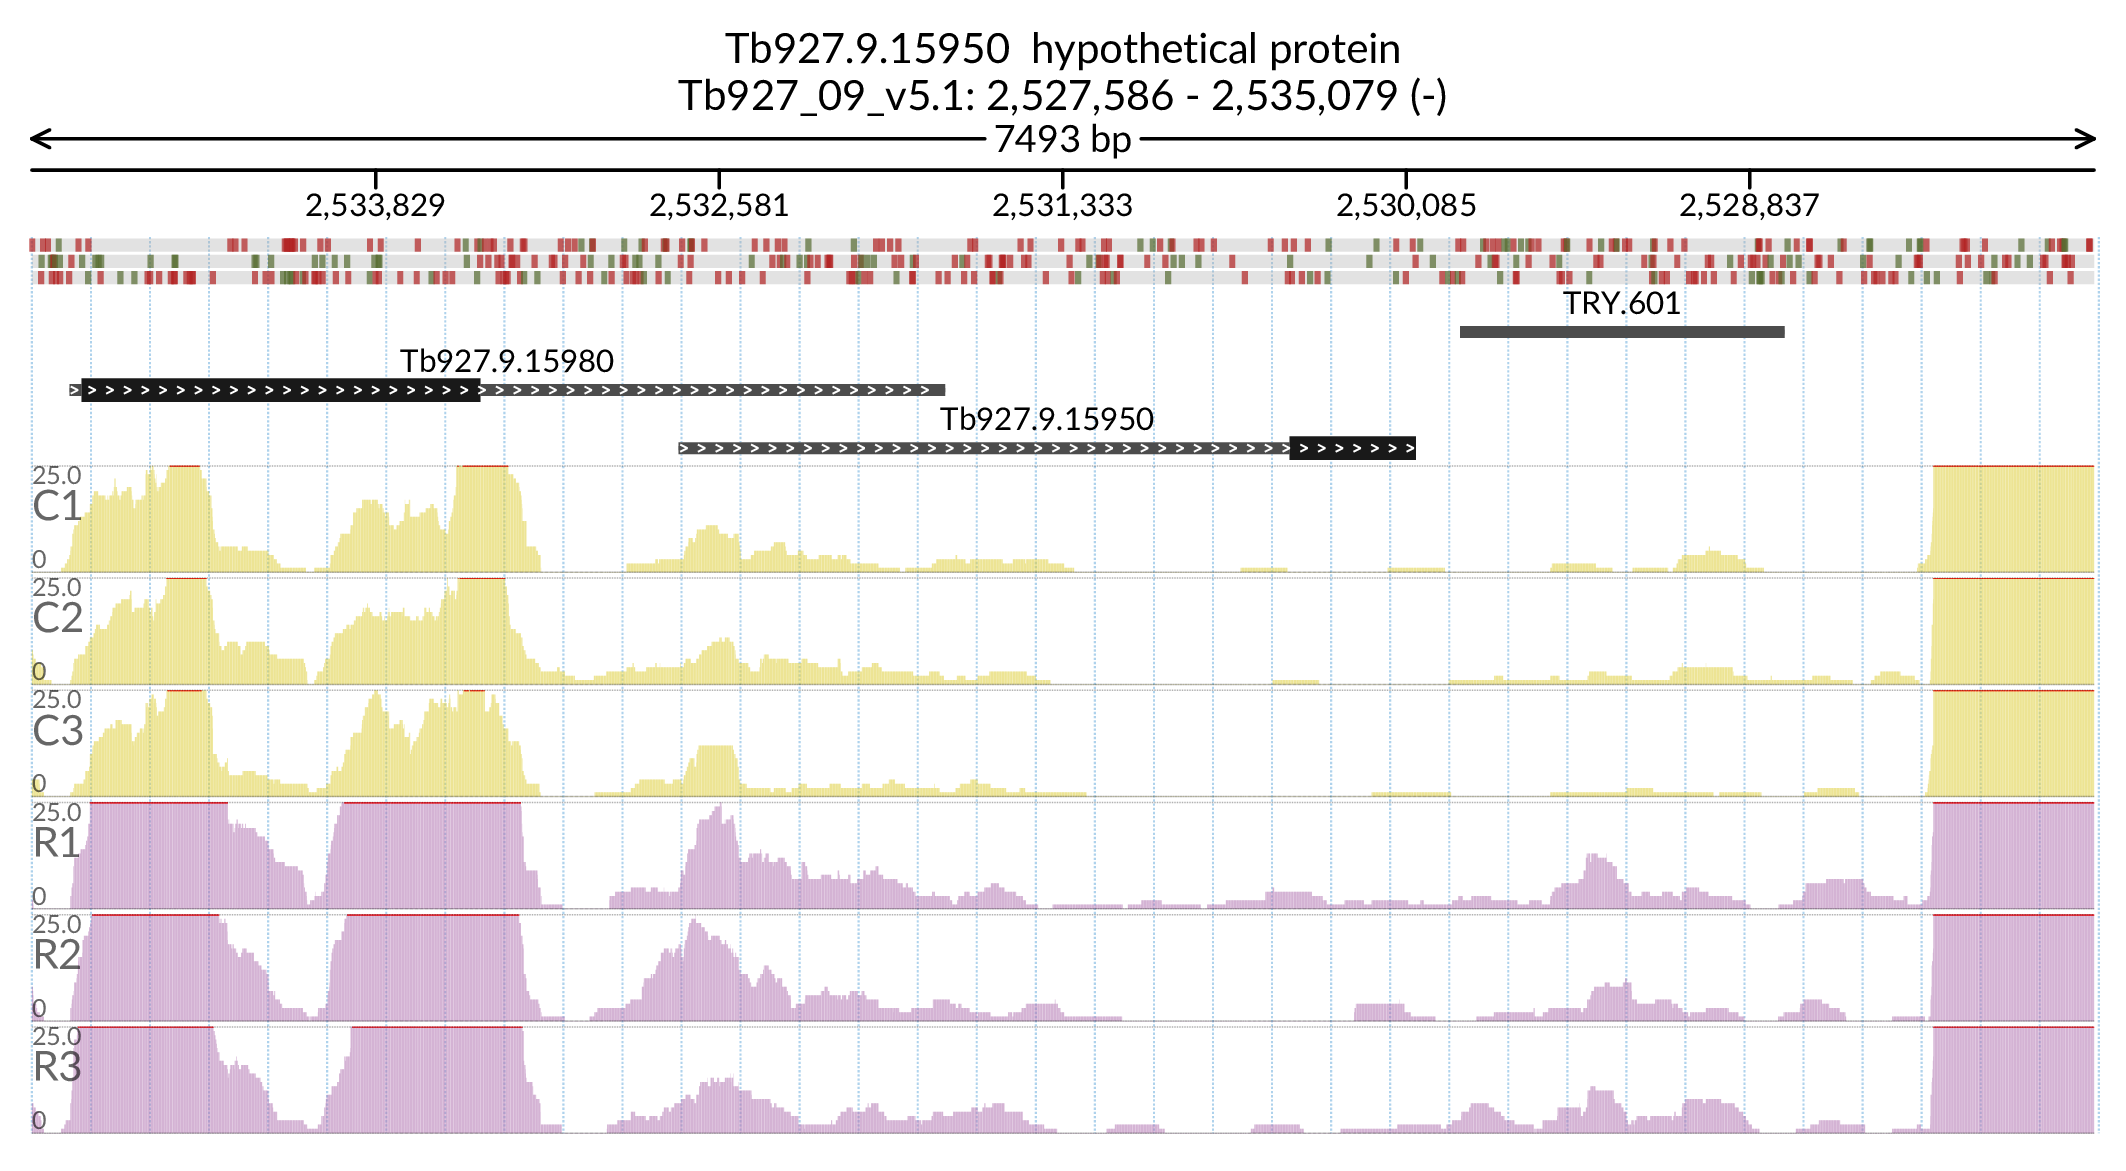 Tb927.9.15950 hypothetical protein
Tb927_09_v5.1: 2,527,586 - 2,535,079 (-)
7493 bp
2,533,829 2,532,581 2,531,333 2,530,085 2,528,837
TRY.601
Tb927.9.15980
Tb927.9.15950
25.0
C1
0
25.0
C2
0
25.0
C3
0
25.0
R1
0
25.0
R2
0
25.0
R3
0